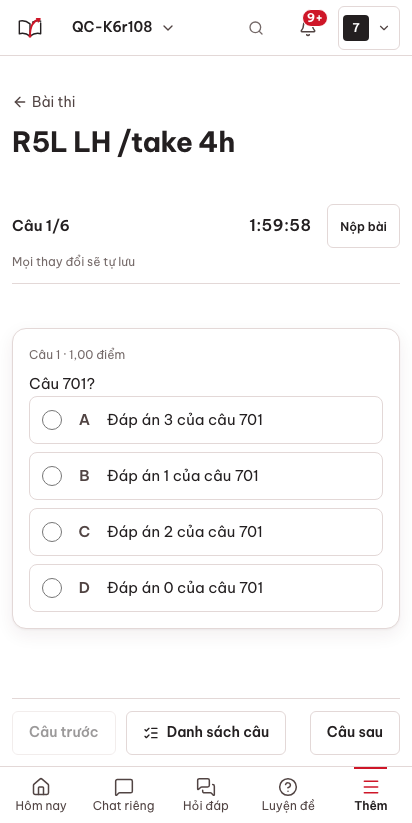 QC-K6r108
9+
7
Bài thi
R5L LH /take 4h
Câu 1/6
1:59:58
Nộp bài
Mọi thay đổi sẽ tự lưu
Câu 1 · 1,00 điểm
Câu 701?
A Đáp án 3 của câu 701
B Đáp án 1 của câu 701
C Đáp án 2 của câu 701
D Đáp án 0 của câu 701
Câu trước
Danh sách câu
Câu sau
Hôm nay
Chat riêng
Hỏi đáp
Luyện đề
Thêm